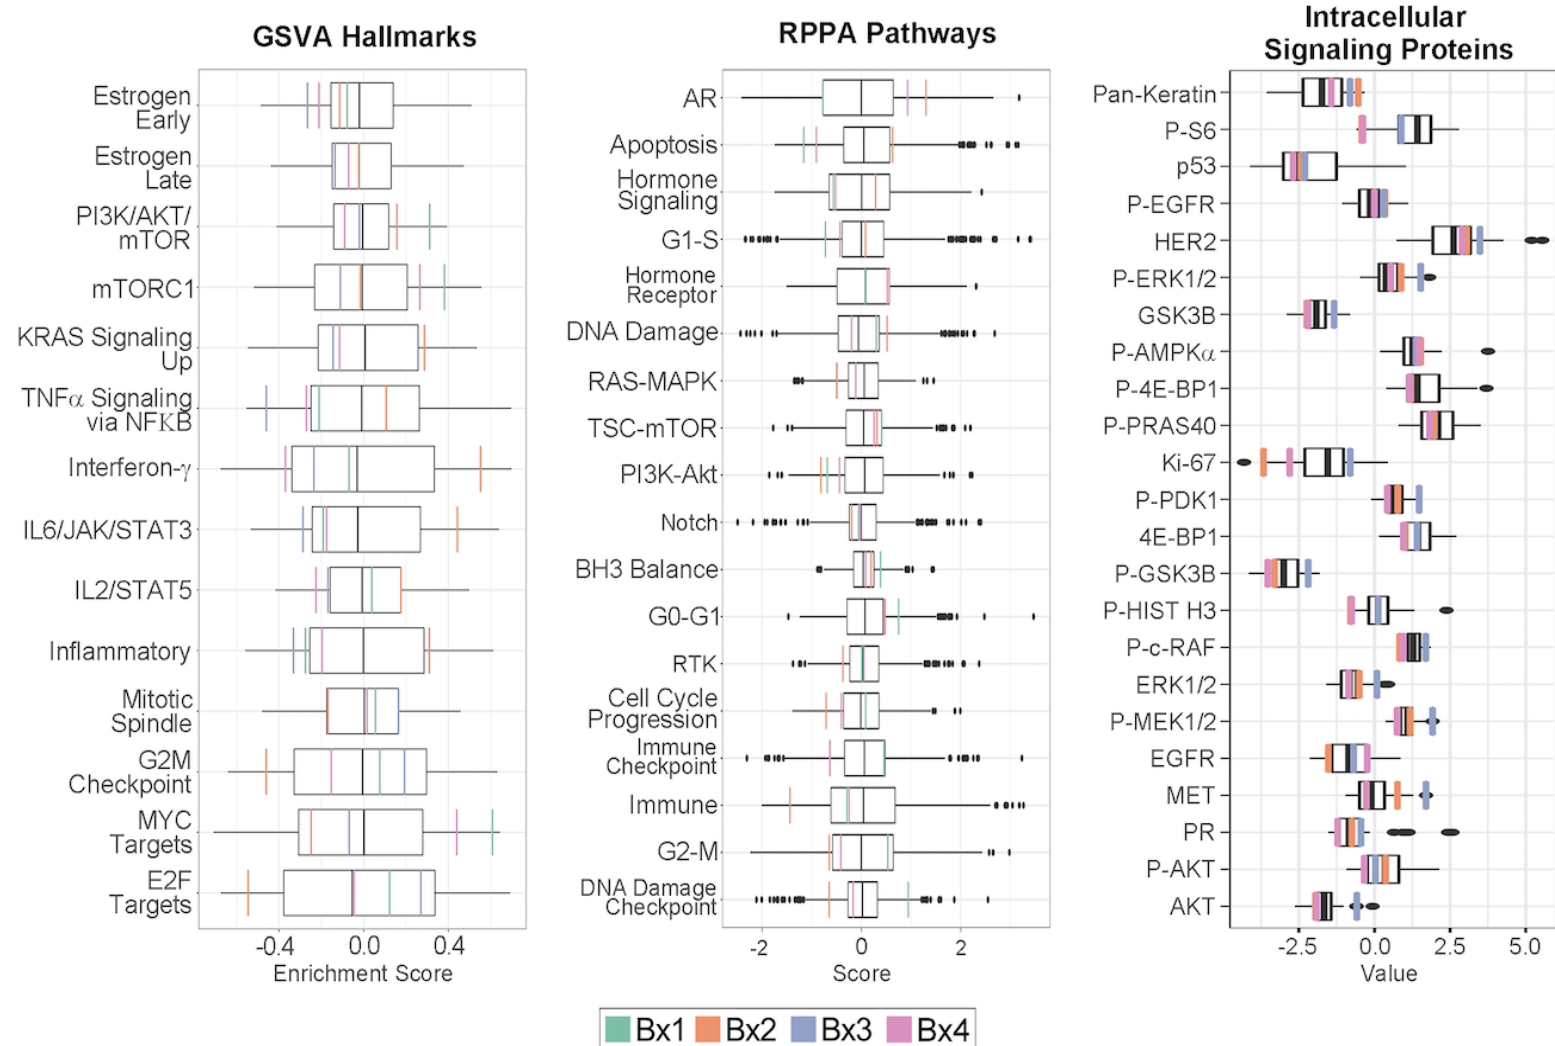 GSVA Hallmarks
Estrogen
Early
Estrogen
Late
PI3K/AKT/
mTOR
mTORC1
KRAS Signaling
Up
TNFα Signaling
via NFKB
Interferon-γ
IL6/JAK/STAT3
IL2/STAT5
Inflammatory
Mitotic
Spindle
G2M
Checkpoint
MYC
Targets
E2F
Targets
-0.4 0.0 0.4
Enrichment Score
RPPA Pathways
AR
Apoptosis
Hormone
Signaling
G1-S
Hormone
Receptor
DNA Damage
RAS-MAPK
TSC-mTOR
PI3K-Akt
Notch
BH3 Balance
G0-G1
RTK
Cell Cycle
Progression
Immune
Checkpoint
Immune
G2-M
DNA Damage
Checkpoint
-2 0 2
Score
Intracellular
Signaling Proteins
Pan-Keratin
P-S6
p53
P-EGFR
HER2
P-ERK1/2
GSK3B
P-AMPKα
P-4E-BP1
P-PRAS40
Ki-67
P-PDK1
4E-BP1
P-GSK3B
P-HIST H3
P-c-RAF
ERK1/2
P-MEK1/2
EGFR
MET
PR
P-AKT
AKT
-2.5 0.0 2.5 5.0
Value
Bx1 Bx2 Bx3 Bx4